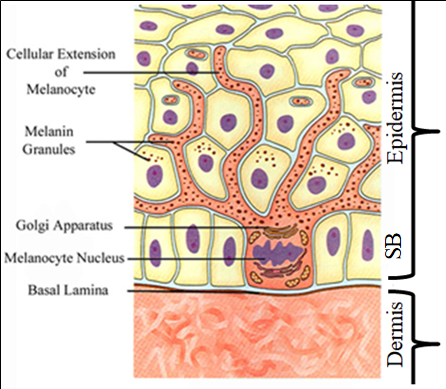 Cellular Extension
of
Melanocyte
Melanin
Granules
Golgi Apparatus
Melanocyte Nucleus
Basal Lamina
Epidermis
SB
Dermis